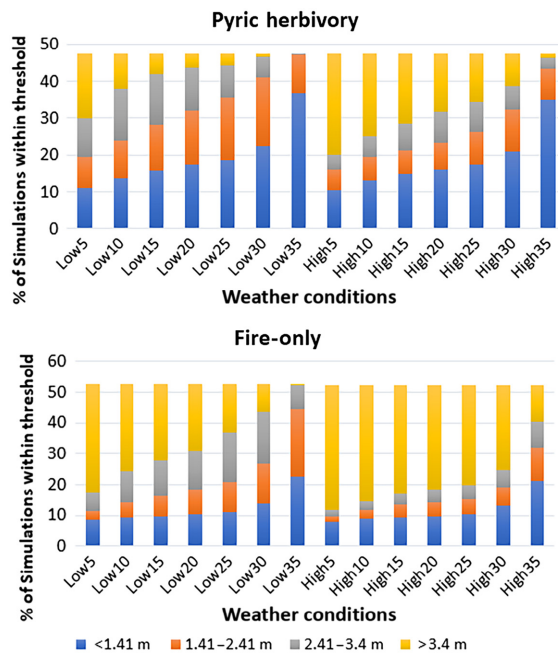 Pyric herbivory
% of Simulations within threshold
50
40
30
20
10
0
Low5 Low10 Low15 Low20 Low25 Low30 Low35 High5 High10 High15 High20 High25 High30 High35
Weather conditions
Fire-only
% of Simulations within threshold
60
50
40
30
20
10
0
Low5 Low10 Low15 Low20 Low25 Low30 Low35 High5 High10 High15 High20 High25 High30 High35
Weather conditions
<1.41 m 1.41–2.41 m 2.41–3.4 m >3.4 m